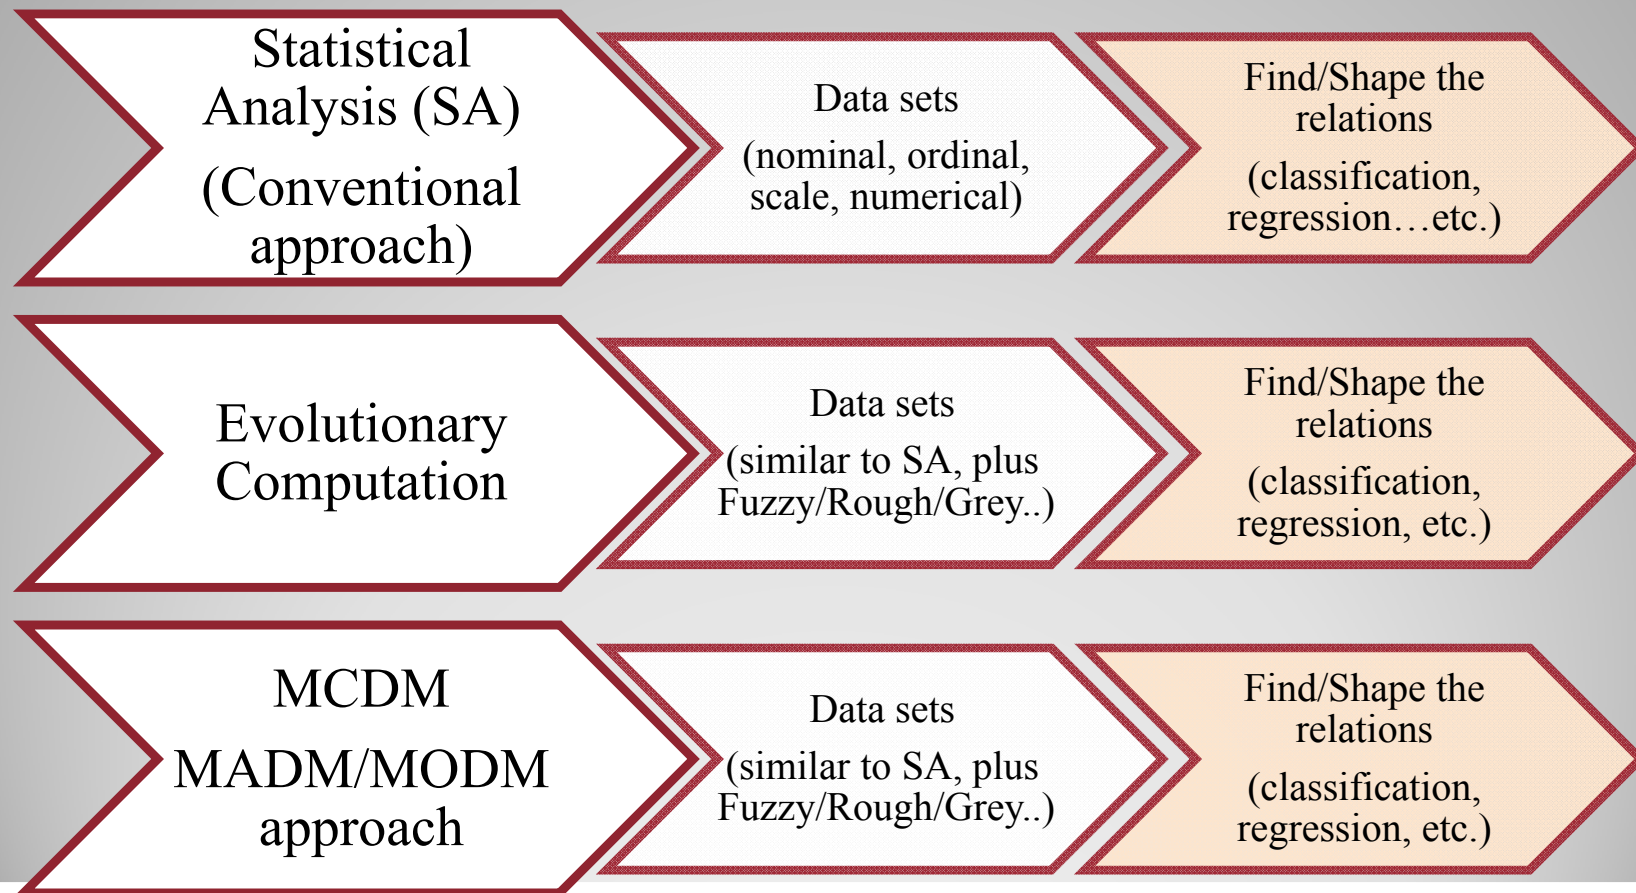 Statistical
Analysis (SA)
(Conventional
approach)
Data sets
(nominal, ordinal,
scale, numerical)
Find/Shape the
relations
(classification,
regression…etc.)
Evolutionary
Computation
Data sets
(similar to SA, plus
Fuzzy/Rough/Grey..)
Find/Shape the
relations
(classification,
regression, etc.)
MCDM
MADM/MODM
approach
Data sets
(similar to SA, plus
Fuzzy/Rough/Grey..)
Find/Shape the
relations
(classification,
regression, etc.)